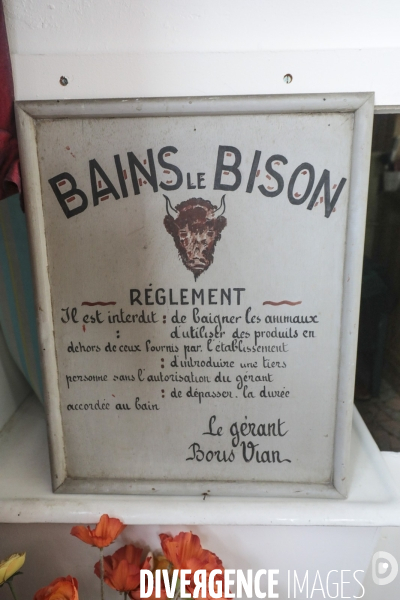 BAINS LE BISON
RÉGLEMENT
Il est interdit : de baigner les animaux
: d'utiliser des produits en
dehors de ceux fournis par l'établissement
: d'introduire une tiers
personne sans l'autorisation du gérant
: de dépasser la durée
accordée au bain
Le gérant
Boris Vian
DIVERGENCE IMAGES